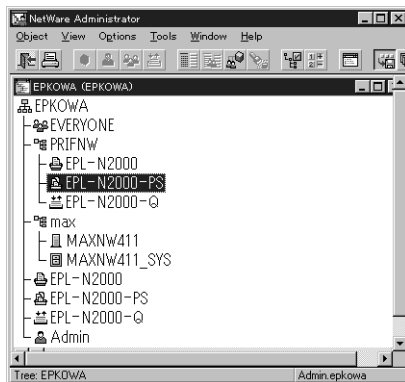 NetWare Administrator
Object View Options Tools Window Help
EPKOWA (EPKOWA)
EPKOWA
EVERYONE
PRIFNW
EPL-N2000
EPL-N2000-PS
EPL-N2000-Q
max
MAXNW411
MAXNW411_SYS
EPL-N2000
EPL-N2000-PS
EPL-N2000-Q
Admin
Tree: EPKOWA Admin.epkowa